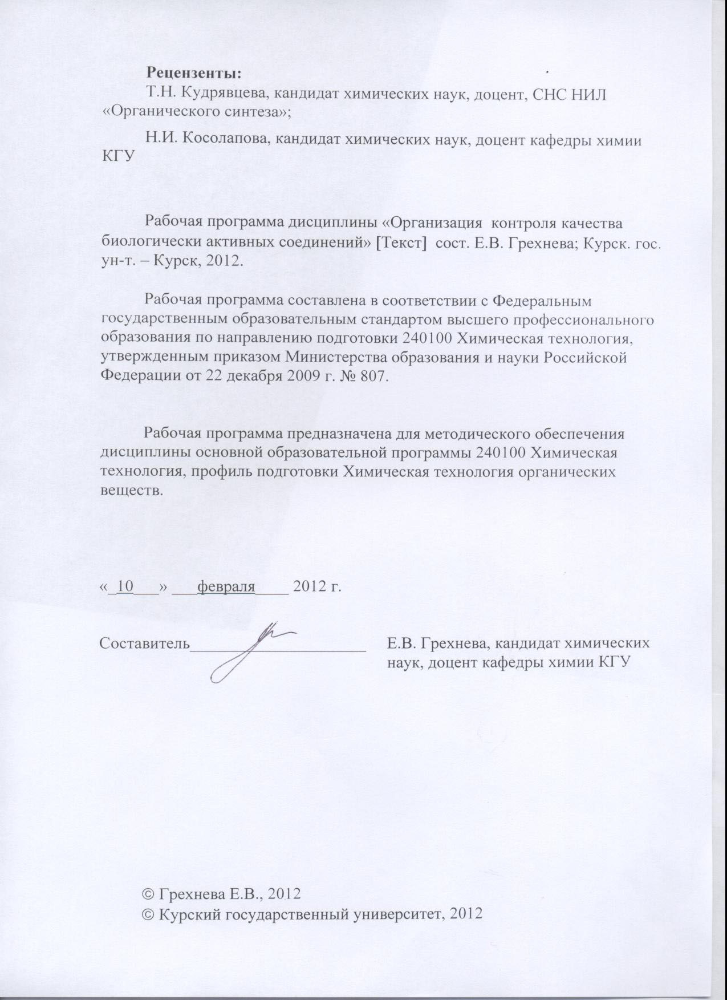 Рецензенты:
Т.Н. Кудрявцева, кандидат химических наук, доцент, СНС НИЛ
«Органического синтеза»;
Н.И. Косолапова, кандидат химических наук, доцент кафедры химии
КГУ
Рабочая программа дисциплины «Организация  контроля качества
биологически активных соединений» [Текст]  сост. Е.В. Грехнева; Курск. гос.
ун-т. – Курск, 2012.
Рабочая программа составлена в соответствии с Федеральным
государственным образовательным стандартом высшего профессионального
образования по направлению подготовки 240100 Химическая технология,
утвержденным приказом Министерства образования и науки Российской
Федерации от 22 декабря 2009 г. № 807.
Рабочая программа предназначена для методического обеспечения
дисциплины основной образовательной программы 240100 Химическая
технология, профиль подготовки Химическая технология органических
веществ.
«_10___» ___февраля____ 2012 г.
Составитель_____________________ Е.В. Грехнева, кандидат химических
наук, доцент кафедры химии КГУ
© Грехнева Е.В., 2012
© Курский государственный университет, 2012